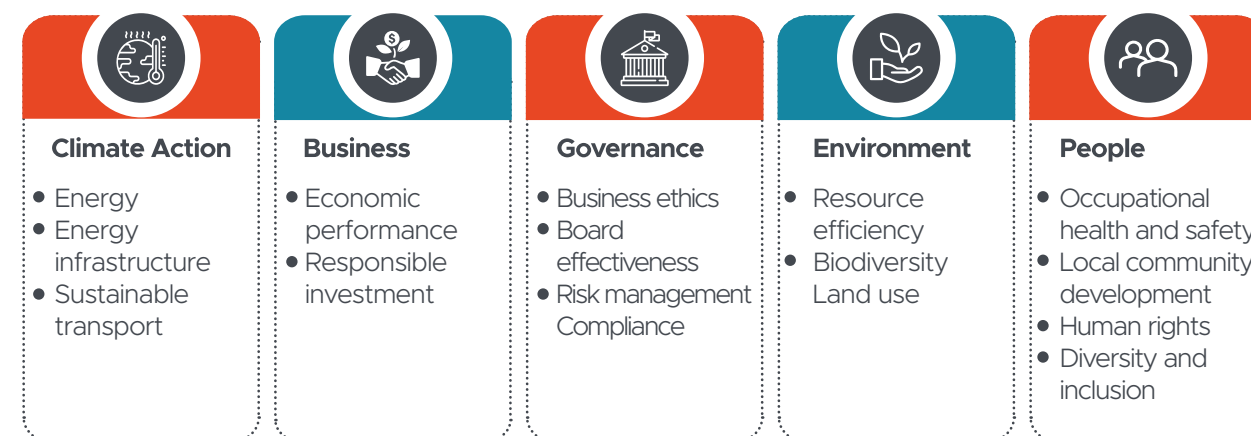 Climate Action
• Energy
• Energy
infrastructure
• Sustainable
transport
Business
• Economic
performance
• Responsible
investment
Governance
• Business ethics
• Board
effectiveness
• Risk management
Compliance
Environment
• Resource
efficiency
• Biodiversity
Land use
People
• Occupational
health and safety
• Local community
development
• Human rights
• Diversity and
inclusion